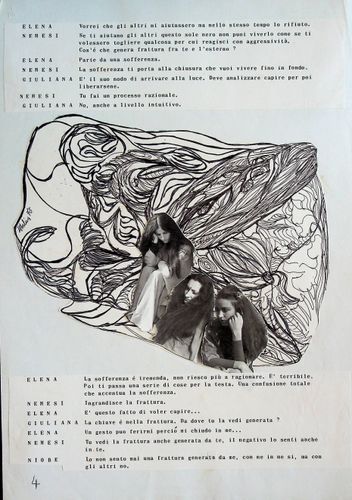 ELENA Vorrei che gli altri mi aiutassero ma nello stesso tempo lo rifiuto.
NEMESI Se ti aiutano gli altri questo sole nero non puoi viverlo come se ti
volessero togliere qualcosa per cui reagisci con aggressività.
Cos'è che genera frattura fra te e l'esterno ?
ELENA Parie da una sofferenza.
NEMESI La sofferenza ti porta alla chiusura che vuoi vivere fino in fondo.
GIULIANA E' il suo modo di arrivare alla luce. Deve analizzare capire per poi
liberarsene.
NEMESI Tu fai un processo razionale.
GIULIANA No, anche a livello intuitivo.
ELENA La sofferenza é tremenda, non riesco più a ragionare. E' terribile.
Poi ti passa una serie di cose per la testa. Una confusione totale
che accentua la sofferenza.
NEMESI Ingrandisce la frattura.
ELENA E' questo fatto di voler capire...
GIULIANA La chiave é nella frattura. Da dove to la vedi generata ?
ELENA Un gesto puo ferirmi perciò mi chiudo in me...
NEMESI Tu vedi la frattura anche generata da te, il negativo lo senti anche
in te.
NIOBE Io non sento mai una frattura generata da me, con me in me si, ma con
gli altri no.
4